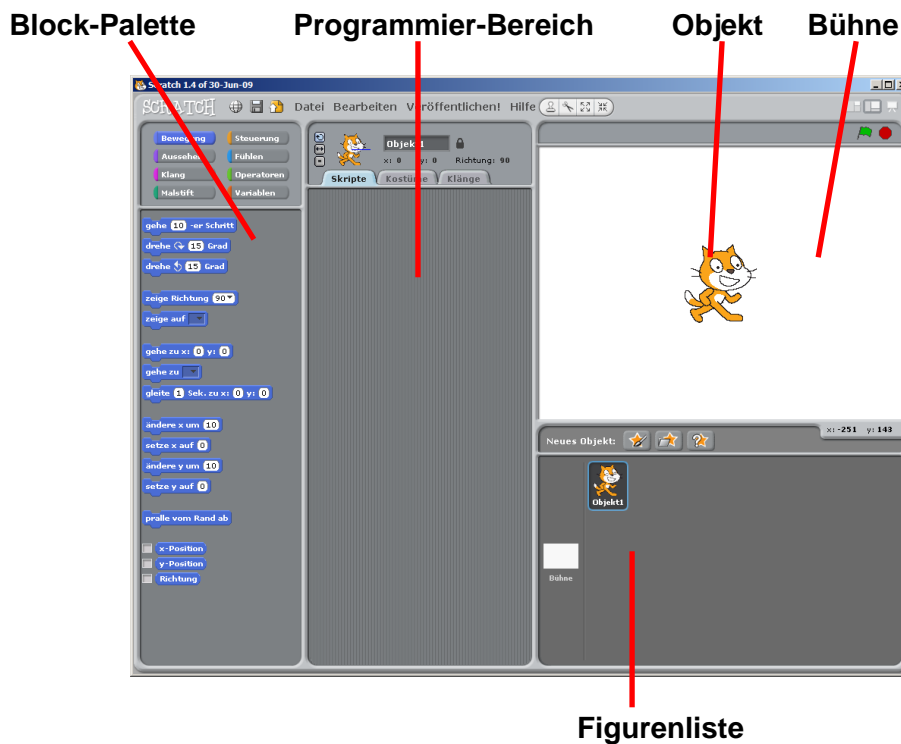 Block-Palette Programmier-Bereich Objekt Bühne
Scratch 1.4 of 30-Jun-09
SCRATCH Datei Bearbeiten Veröffentlichen! Hilfe
Bewegung Steuerung
Aussehen Fühlen
Klang Operatoren
Malstift Variablen
Objekt1
x: 0 y: 0 Richtung: 90
Skripte Kostüme Klänge
gehe 10 -er Schritt
drehe 15 Grad
drehe 15 Grad
zeige Richtung 90
zeige auf
gehe zu x: 0 y: 0
gehe zu
gleite 1 Sek. zu x: 0 y: 0
ändere x um 10
setze x auf 0
ändere y um 10
setze y auf 0
pralle vom Rand ab
x-Position
y-Position
Richtung
x: -251 y: 143
Neues Objekt:
Objekt1
Bühne
Figurenliste